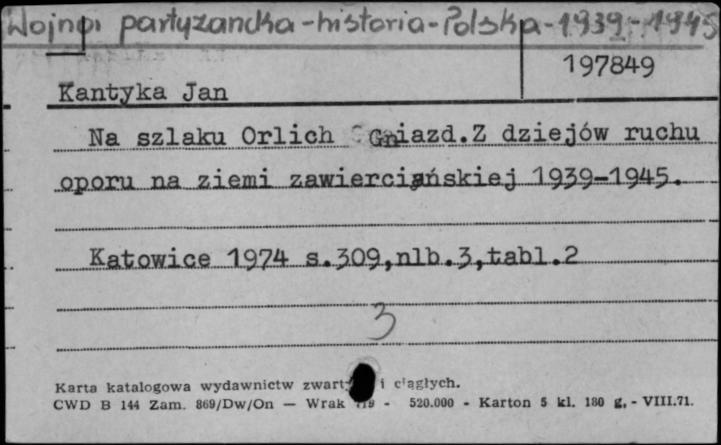 Wojna partyzancka - historia - Polska - 1939 - 1945
197849
Kantyka Jan
Na szlaku Orlich Gniazd. Z dziejów ruchu
oporu na ziemi zawierciańskiej 1939-1945.
Katowice 1974 s.309,nlb.3,tabl.2
3
Karta katalogowa wydawnictw i ciągłych.
CWD B 144 Zam. 869/Dw/On — Wrak - 520.000 - Karton 5 kl. 180 g. - VIII.71.